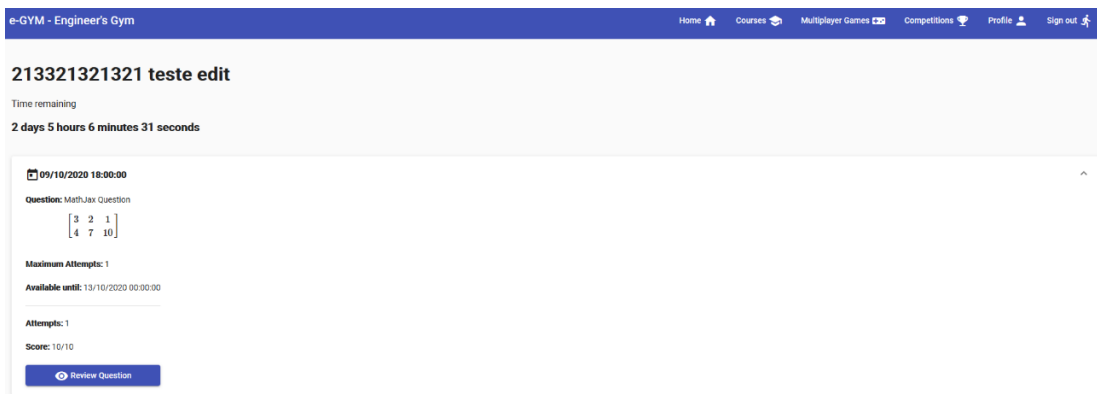 e-GYM - Engineer's Gym Home Courses Multiplayer Games Competitions Profile Sign out
213321321321 teste edit
Time remaining
2 days 5 hours 6 minutes 31 seconds
09/10/2020 18:00:00
Question: MathJax Question
3 2 1
4 7 10
Maximum Attempts: 1
Available until: 13/10/2020 00:00:00
Attempts: 1
Score: 10/10
Review Question